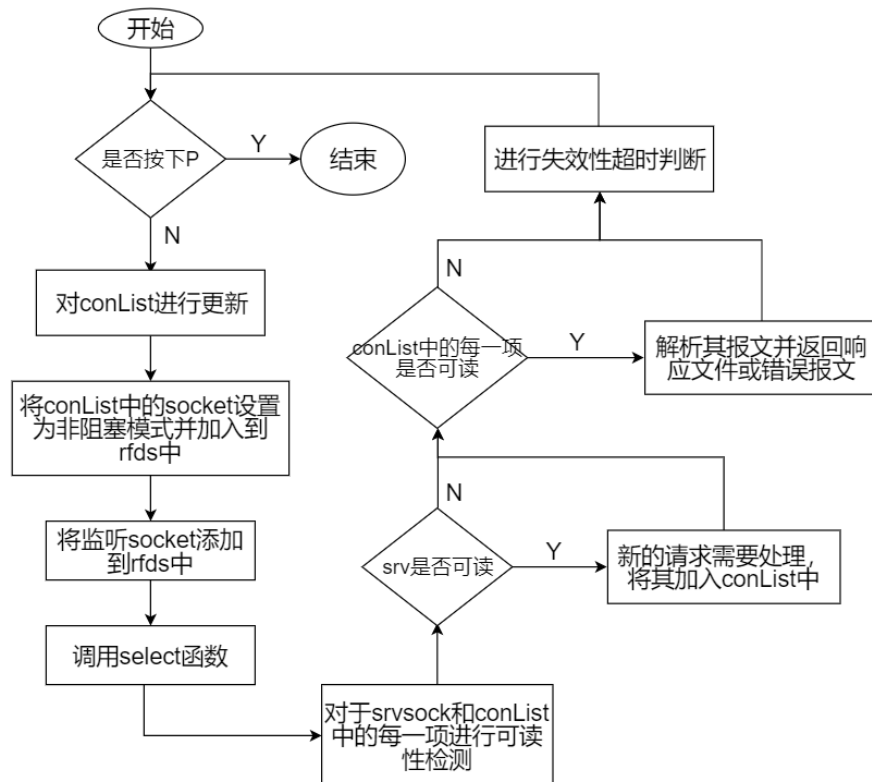 开始
是否按下P
Y
结束
N
对conList进行更新
将conList中的socket设置
为非阻塞模式并加入到
rfds中
将监听socket添加
到rfds中
调用select函数
对于srvsock和conList
中的每一项进行可读
性检测
srv是否可读
Y
新的请求需要处理，
将其加入conList中
N
conList中的每一项
是否可读
Y
解析其报文并返回响
应文件或错误报文
N
进行失效性超时判断